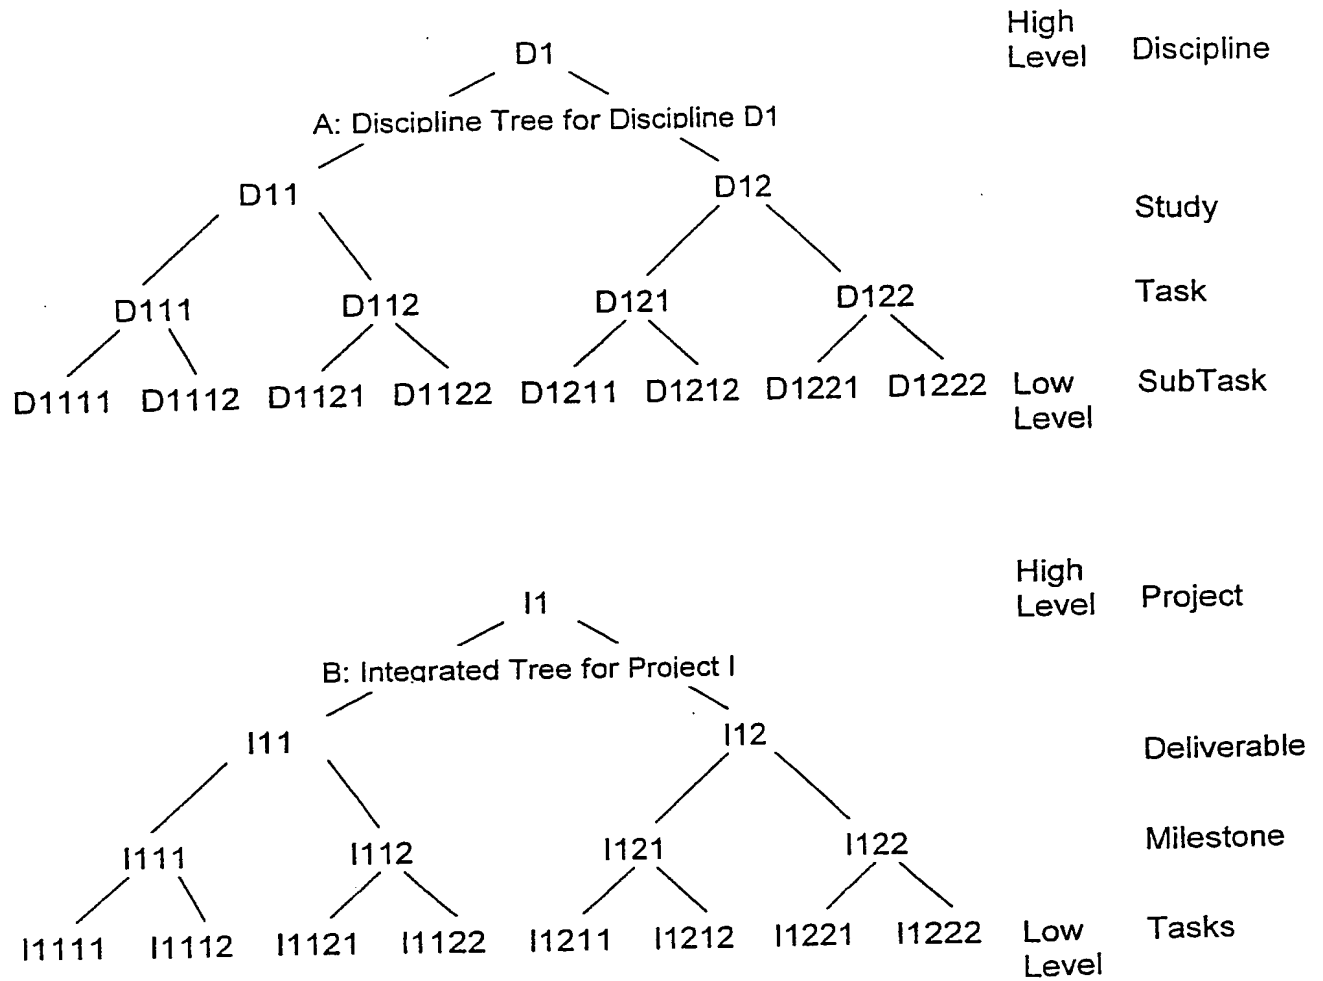 High
Level Discipline
D1
A: Discipline Tree for Discipline D1
D11 D12
Study
D111 D112 D121 D122 Task
D1111 D1112 D1121 D1122 D1211 D1212 D1221 D1222 Low
Level SubTask
High
Level Project
I1
B: Integrated Tree for Project I
I11 I12 Deliverable
I111 I112 I121 I122 Milestone
I1111 I1112 I1121 I1122 I1211 I1212 I1221 I1222 Low
Level Tasks